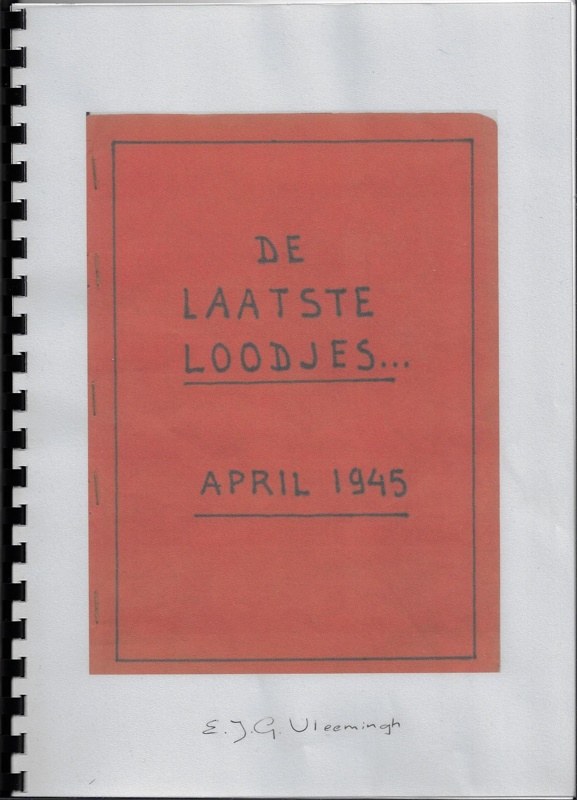 DE
LAATSTE
LOODJES...
APRIL 1945
E. J. G. Vleemingh